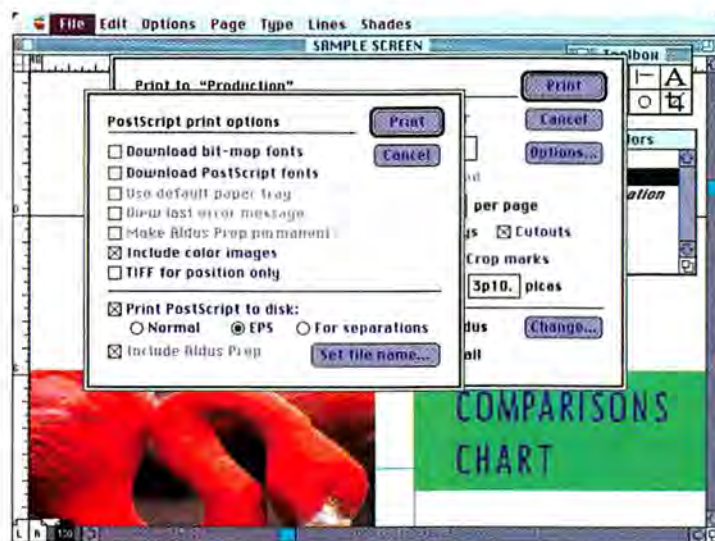 File Edit Options Page Type Lines Shades
SAMPLE SCREEN
Toolbox
Print to “Production”
Print
Cancel
Options...
PostScript print options
Print
Cancel
Download bit-map fonts
Download PostScript fonts
Use default paper tray
View last error message
Make Aldus Prep permanent
Include color images
TIFF for position only
Print PostScript to disk:
Normal EPS For separations
Include Aldus Prep Set file name...
per page
Cutouts
Crop marks
3p10. picas
Change...
A
COMPARISONS
CHART
L R